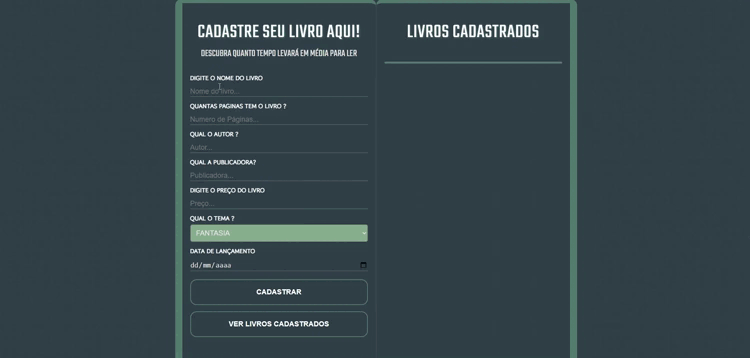 CADASTRE SEU LIVRO AQUI!
DESCUBRA QUANTO TEMPO LEVARÁ EM MÉDIA PARA LER
DIGITE O NOME DO LIVRO
Nome do livro...
QUANTAS PAGINAS TEM O LIVRO ?
Numero de Páginas...
QUAL O AUTOR ?
Autor...
QUAL A PUBLICADORA?
Publicadora...
DIGITE O PREÇO DO LIVRO
Preço...
QUAL O TEMA ?
FANTASIA
DATA DE LANÇAMENTO
dd/mm/aaaa
CADASTRAR
VER LIVROS CADASTRADOS
LIVROS CADASTRADOS